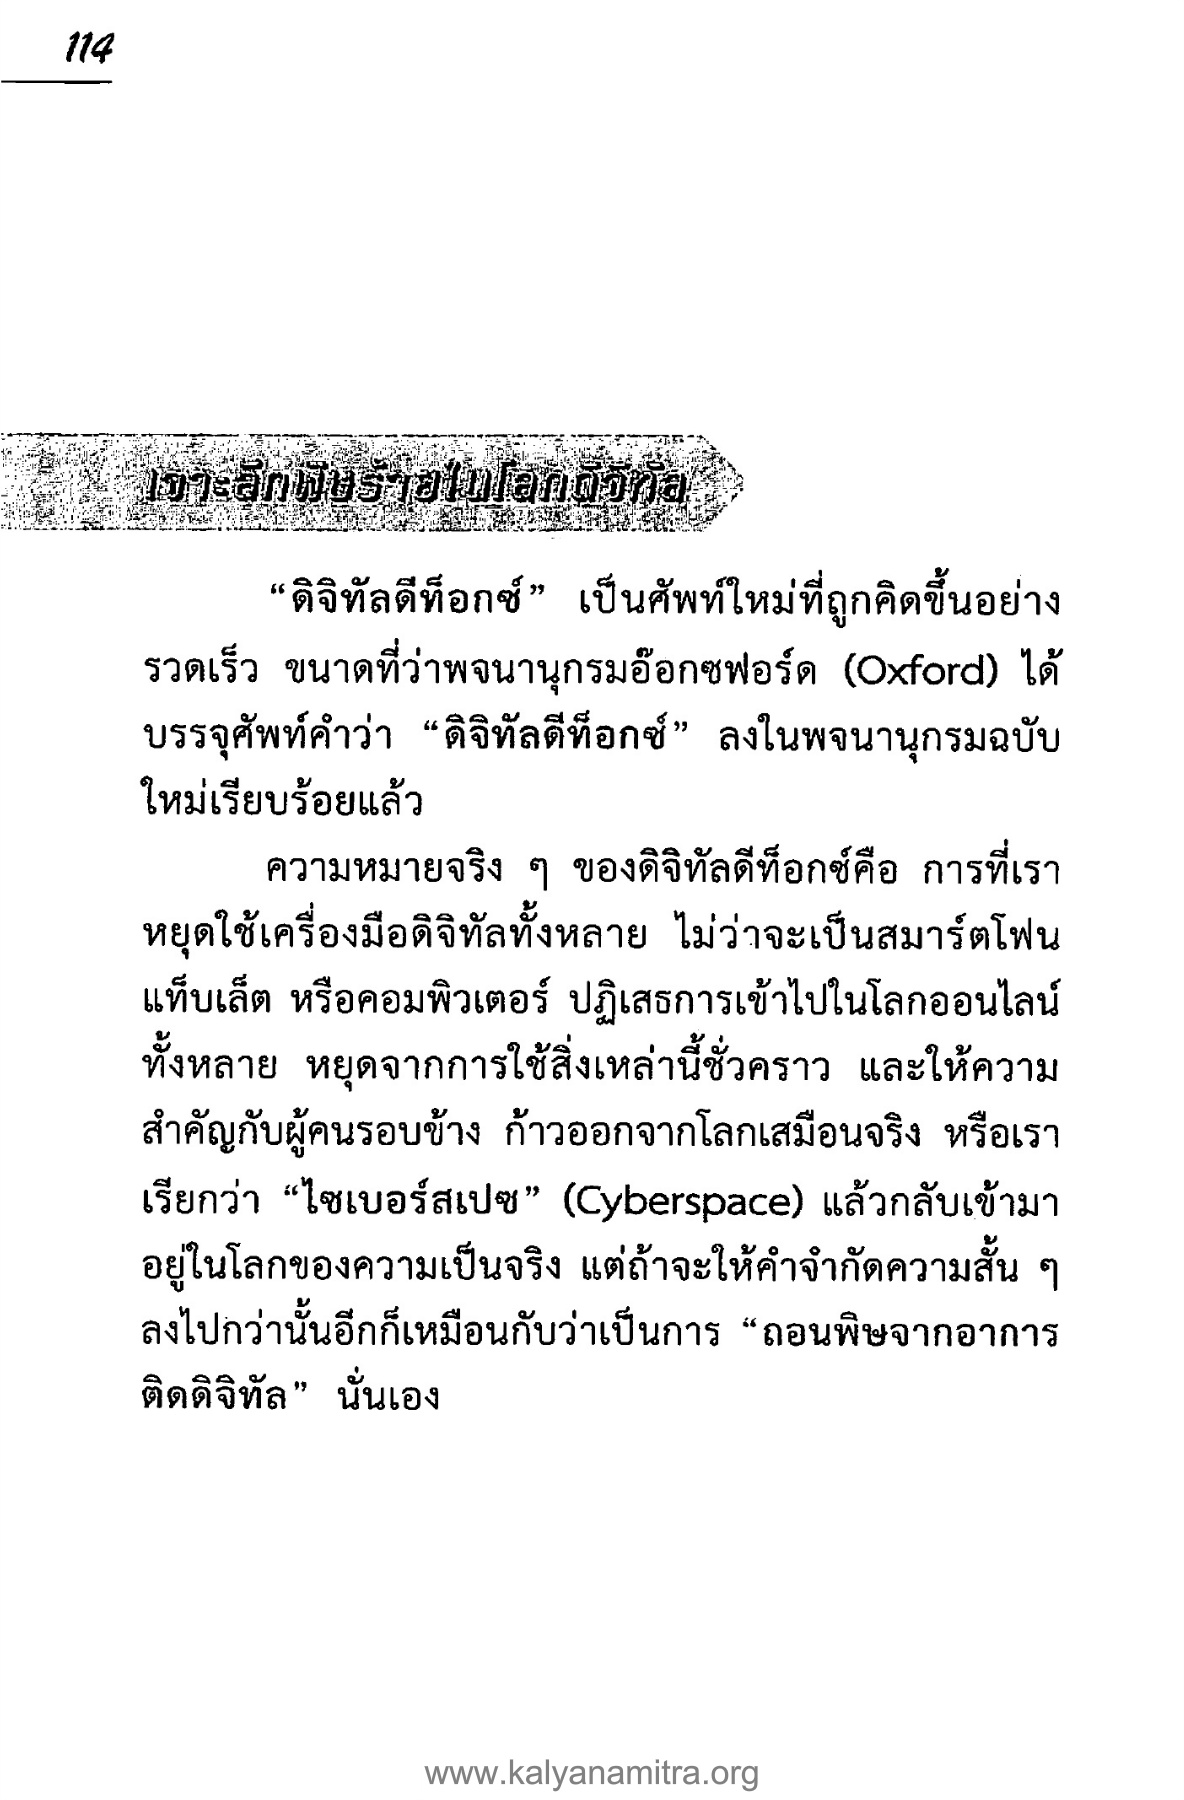 114
เจาะลึกพิษร้ายในโลกดิจิทัล
“ดิจิทัลดีท็อกซ์” เป็นศัพท์ใหม่ที่ถูกคิดขึ้นอย่าง
รวดเร็ว ขนาดที่ว่าพจนานุกรมอ๊อกซฟอร์ด (Oxford) ได้
บรรจุศัพท์คำว่า “ดิจิทัลดีท็อกซ์” ลงในพจนานุกรมฉบับ
ใหม่เรียบร้อยแล้ว
ความหมายจริง ๆ ของดิจิทัลดีท็อกซ์คือ การที่เรา
หยุดใช้เครื่องมือดิจิทัลทั้งหลาย ไม่ว่าจะเป็นสมาร์ตโฟน
แท็บเล็ต หรือคอมพิวเตอร์ ปฏิเสธการเข้าไปในโลกออนไลน์
ทั้งหลาย หยุดจากการใช้สิ่งเหล่านี้ชั่วคราว และให้ความ
สำคัญกับผู้คนรอบข้าง ก้าวออกจากโลกเสมือนจริง หรือเรา
เรียกว่า “ไซเบอร์สเปซ” (Cyberspace) แล้วกลับเข้ามา
อยู่ในโลกของความเป็นจริง แต่ถ้าจะให้คำจำกัดความสั้น ๆ
ลงไปกว่านั้นอีกก็เหมือนกับว่าเป็นการ “ถอนพิษจากอาการ
ติดดิจิทัล” นั่นเอง
www.kalyanamitra.org